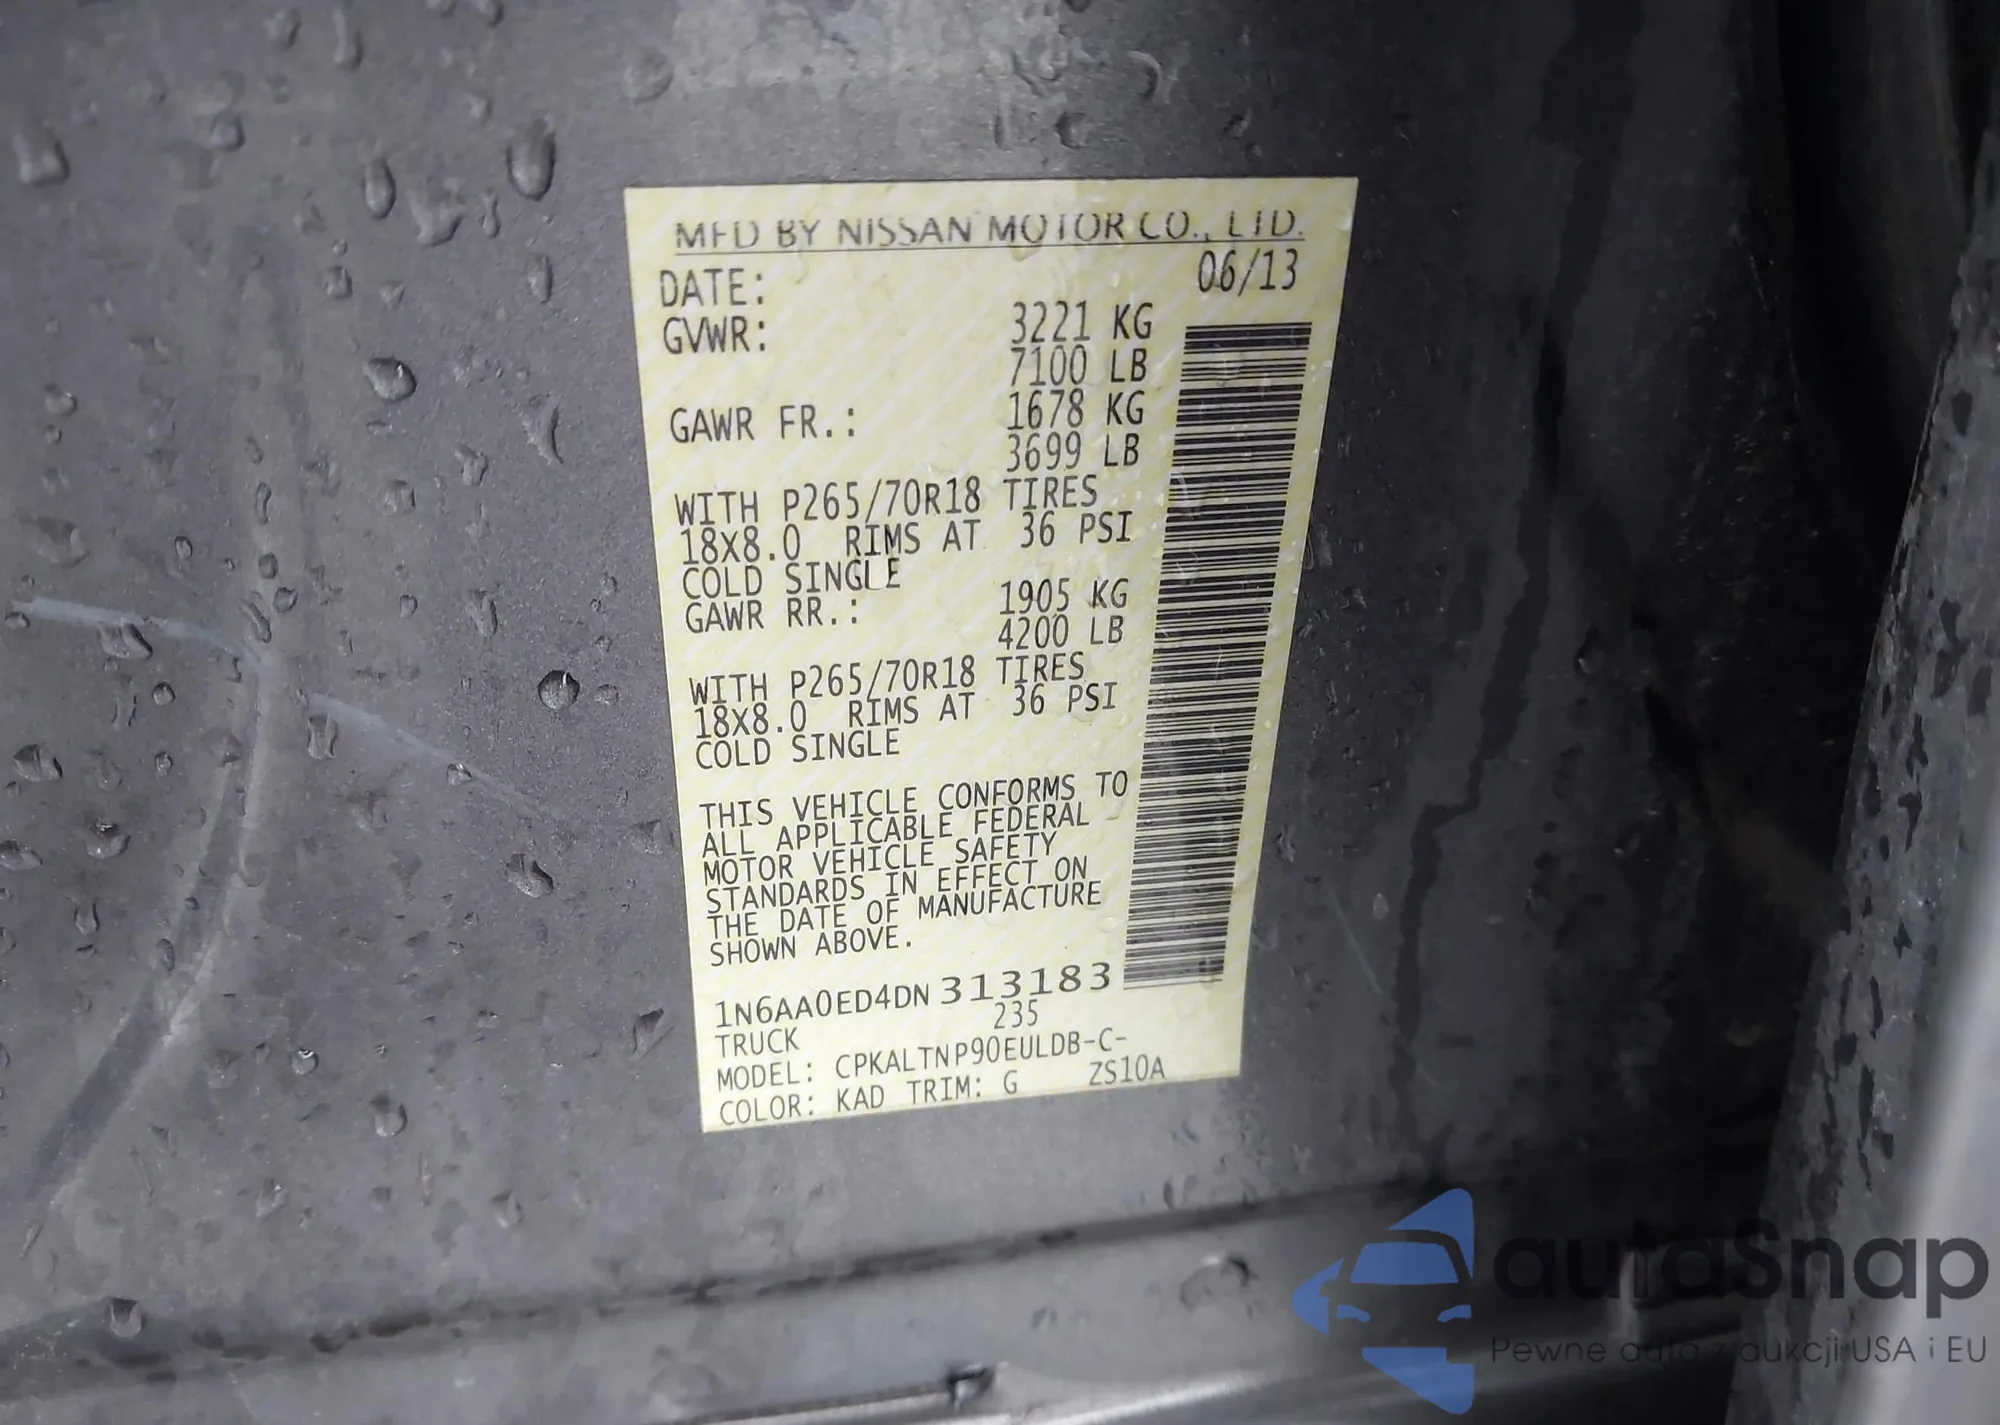 MFD BY NISSAN MOTOR CO., LTD.
DATE: 06/13
GVWR: 3221 KG
7100 LB
GAWR FR.: 1678 KG
3699 LB
WITH P265/70R18 TIRES
18X8.0 RIMS AT 36 PSI
COLD SINGLE
GAWR RR.: 1905 KG
4200 LB
WITH P265/70R18 TIRES
18X8.0 RIMS AT 36 PSI
COLD SINGLE
THIS VEHICLE CONFORMS TO
ALL APPLICABLE FEDERAL
MOTOR VEHICLE SAFETY
STANDARDS IN EFFECT ON
THE DATE OF MANUFACTURE
SHOWN ABOVE.
1N6AA0ED4DN313183
TRUCK 235
MODEL: CPKALTNP90EULDB-C-
COLOR: KAD TRIM: G ZS10A
autaSnap
Pewne auta z aukcji USA i EU